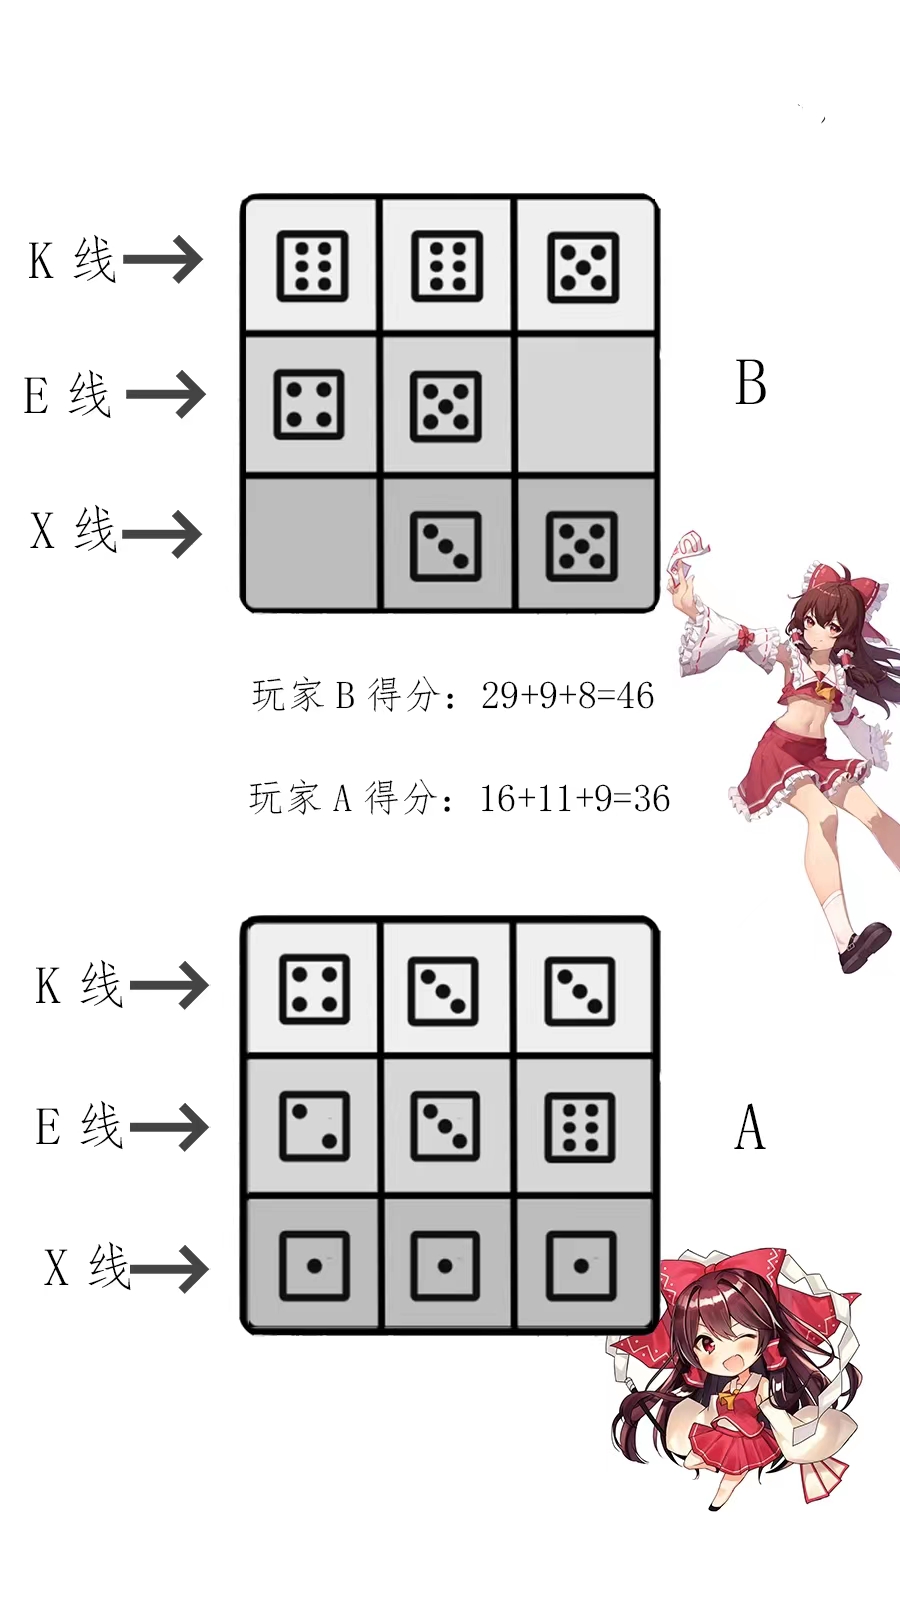 K 线
E 线
B
X 线
玩家 B 得分：29+9+8=46
玩家 A 得分：16+11+9=36
K 线
E 线
A
X 线